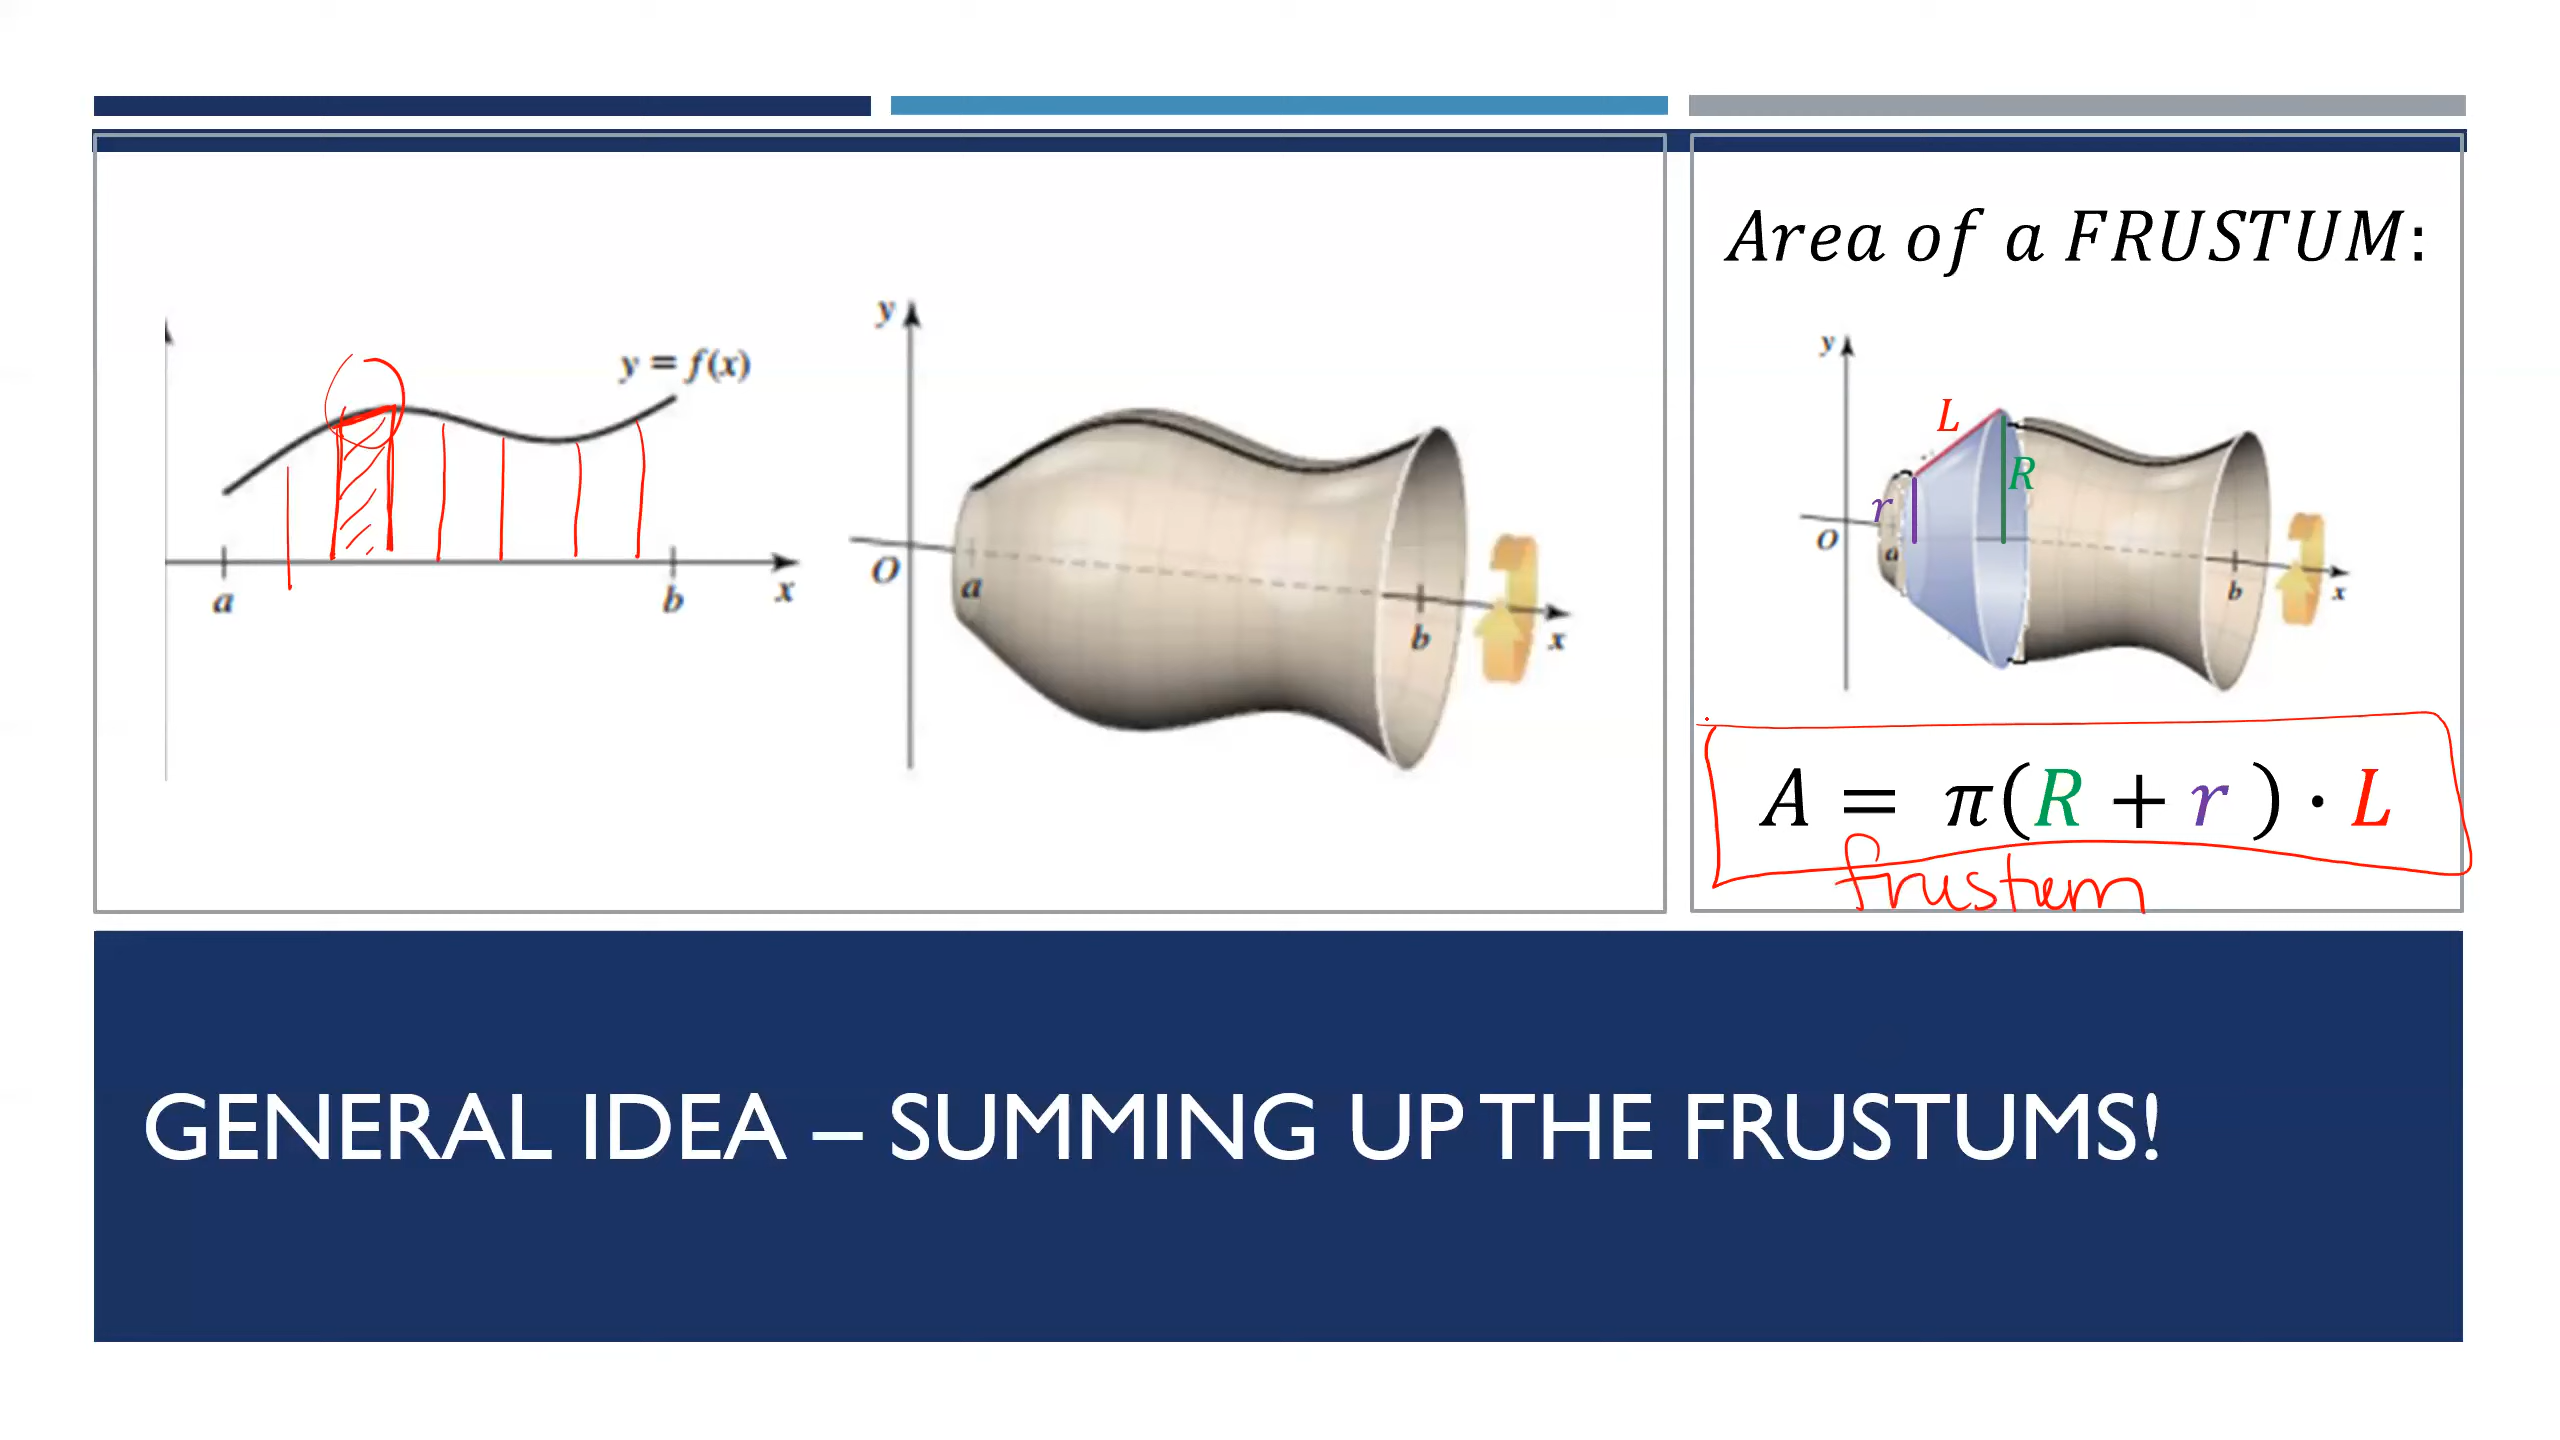 y = f(x)
a b x
y
O a b x
Area of a FRUSTUM:
y
L
R
r
O a b x
A = π(R + r ) · L
frustum
GENERAL IDEA – SUMMING UP THE FRUSTUMS!